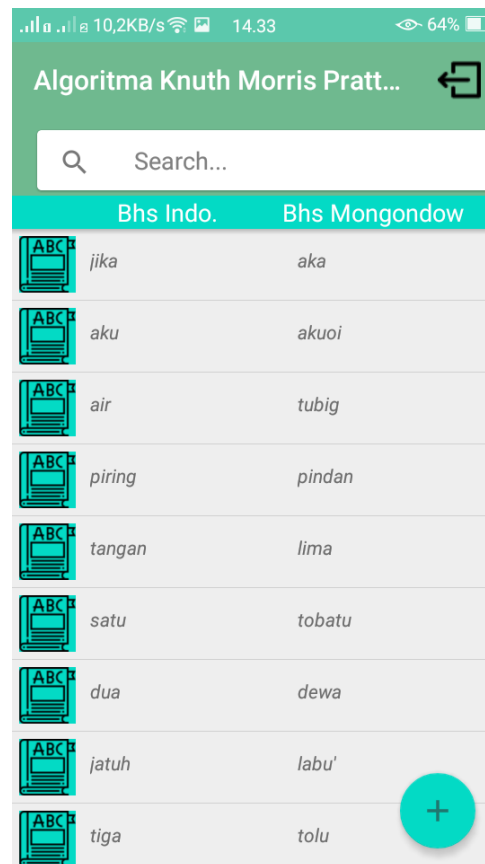 10,2KB/s 14.33 64%
Algoritma Knuth Morris Pratt...
Search...
Bhs Indo. Bhs Mongondow
ABC jika aka
ABC aku akuoi
ABC air tubig
ABC piring pindan
ABC tangan lima
ABC satu tobatu
ABC dua dewa
ABC jatuh labu'
ABC tiga tolu
+